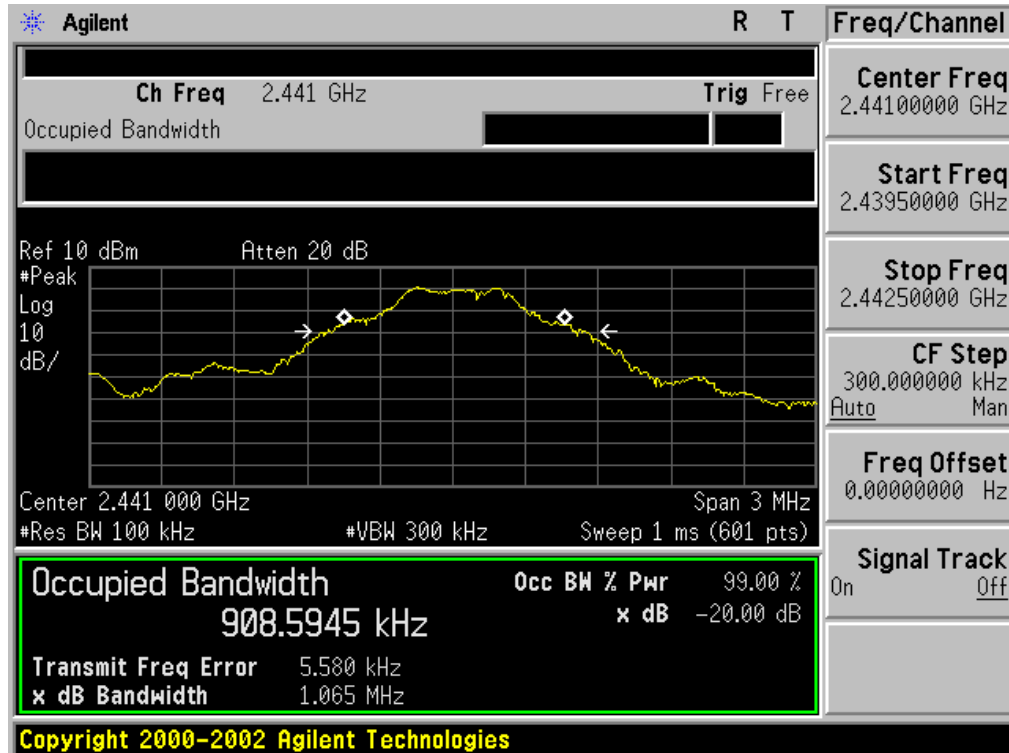 Agilent R T Freq/Channel
Ch Freq 2.441 GHz Trig Free
Occupied Bandwidth
Center Freq
2.44100000 GHz
Start Freq
2.43950000 GHz
Stop Freq
2.44250000 GHz
CF Step
300.000000 kHz
Auto Man
Freq Offset
0.00000000 Hz
Signal Track
On Off
Ref 10 dBm Atten 20 dB
#Peak
Log
10
dB/
Center 2.441 000 GHz Span 3 MHz
#Res BW 100 kHz #VBW 300 kHz Sweep 1 ms (601 pts)
Occupied Bandwidth Occ BW % Pwr 99.00 %
908.5945 kHz x dB -20.00 dB
Transmit Freq Error 5.580 kHz
x dB Bandwidth 1.065 MHz
Copyright 2000-2002 Agilent Technologies